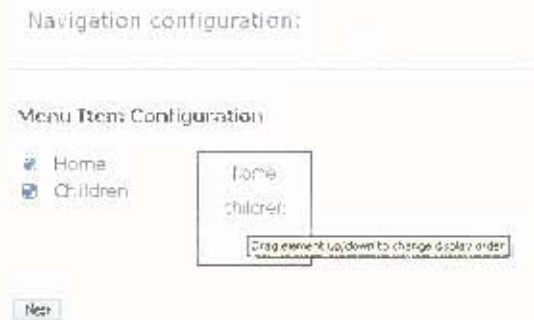 Navigation configuration:
Menu Item Configuration
Home
Children
home
children
Drag element up/down to change display order
Next